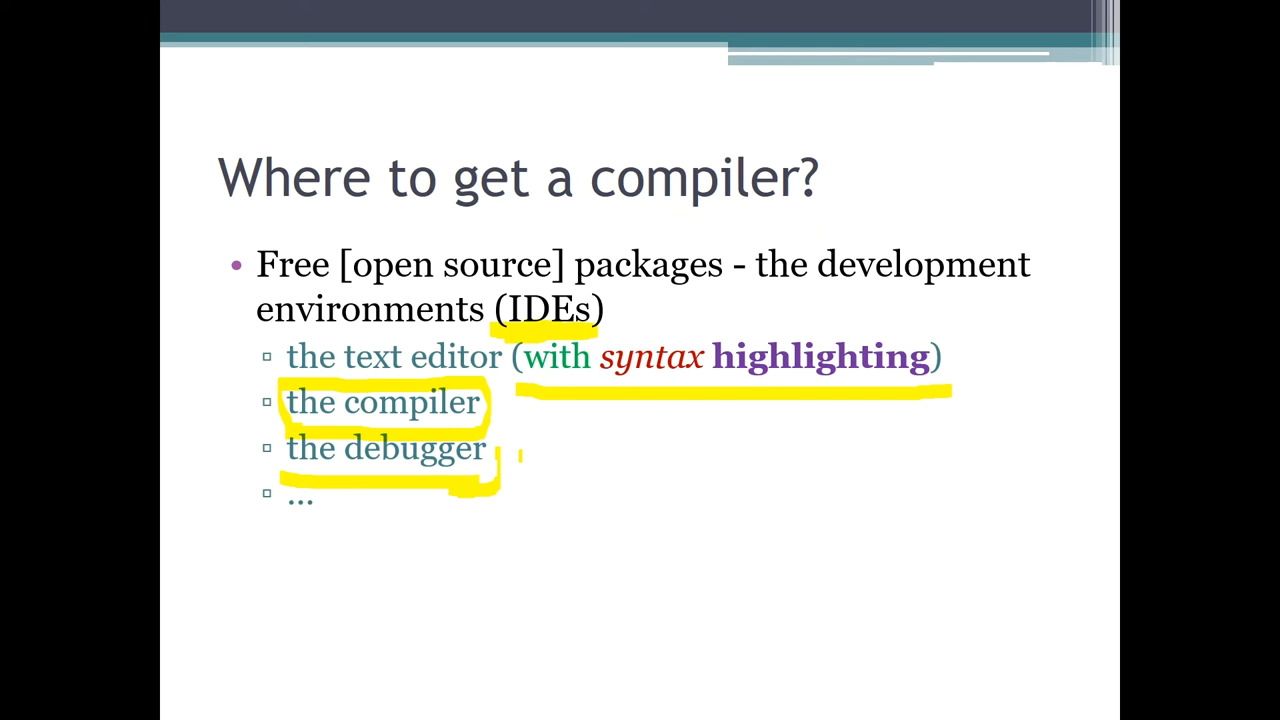 Where to get a compiler?
• Free [open source] packages - the development
environments (IDEs)
▫ the text editor (with syntax highlighting)
▫ the compiler
▫ the debugger
▫ ...